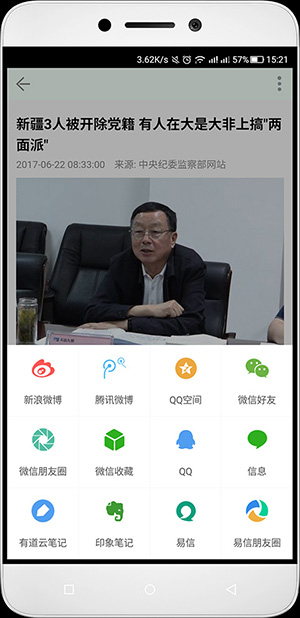 3.62K/s 57% 15:21
新疆3人被开除党籍 有人在大是大非上搞"两
面派"
2017-06-22 08:33:00 来源: 中央纪委监察部网站
新浪微博 腾讯微博 QQ空间 微信好友
微信朋友圈 微信收藏 QQ 信息
有道云笔记 印象笔记 易信 易信朋友圈